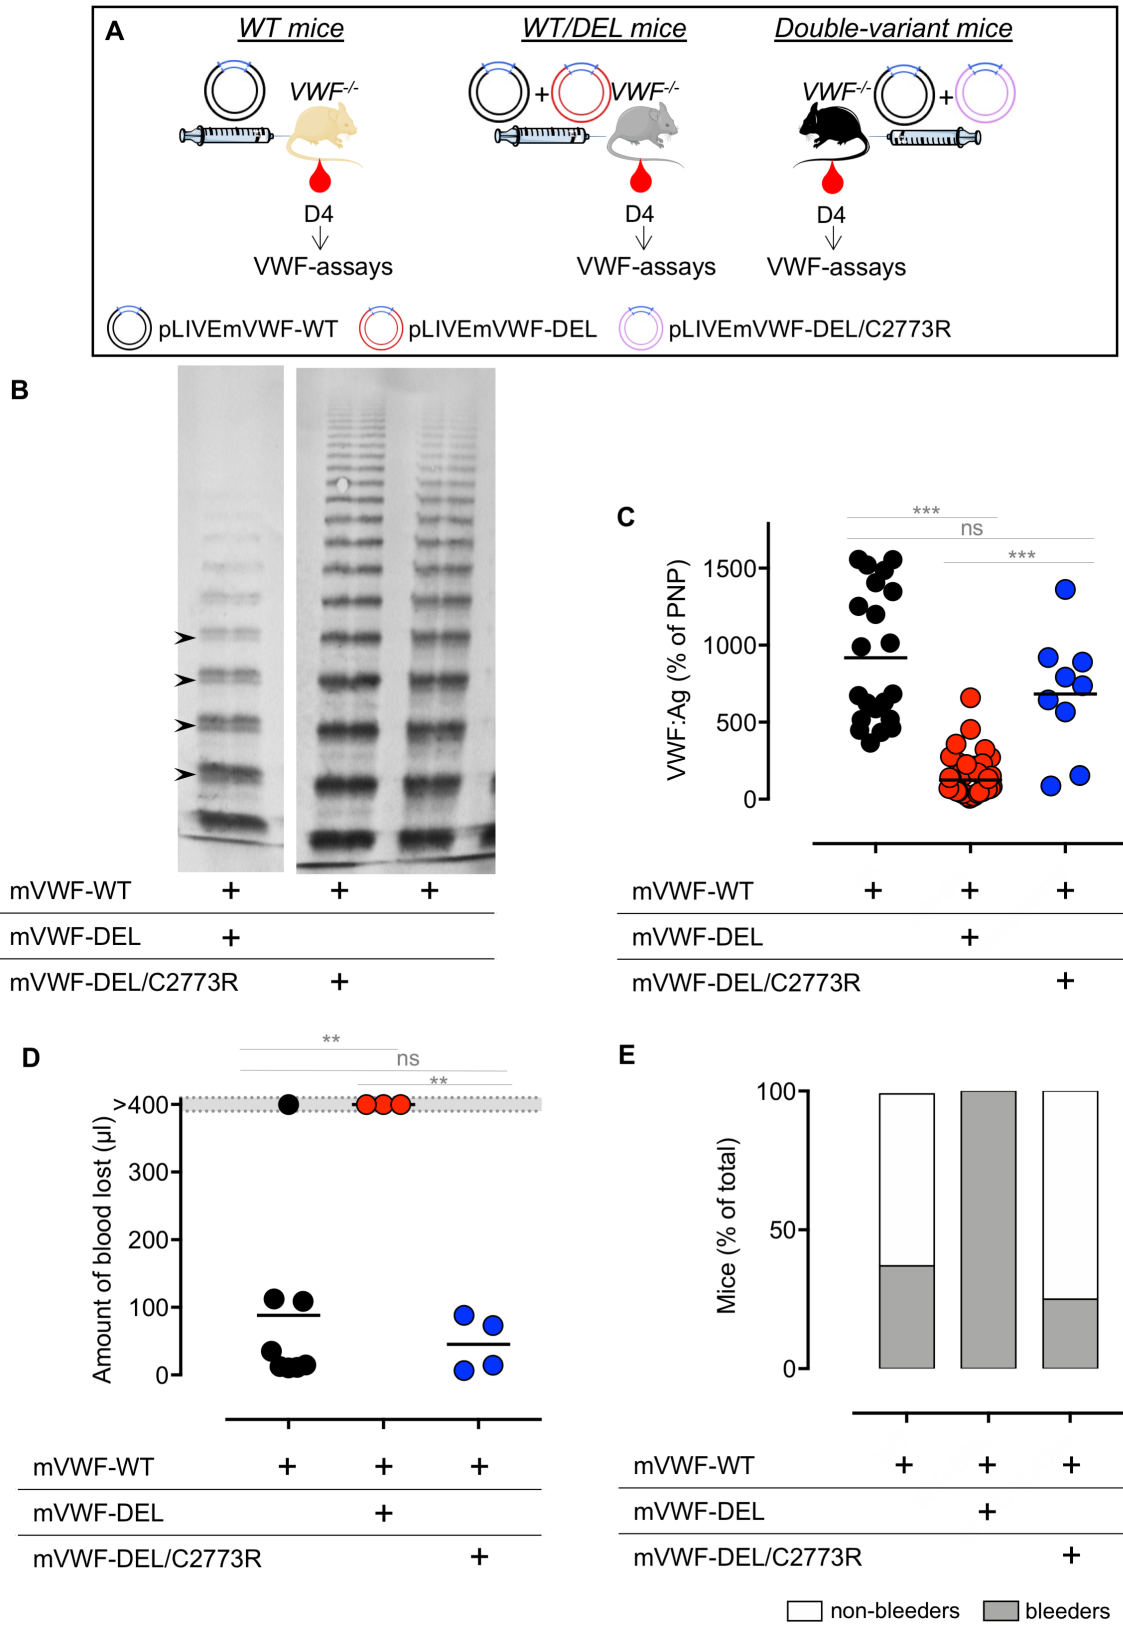 A
WT mice
WT/DEL mice
Double-variant mice
VWF-/-
VWF-/-
VWF-/-
+
+
D4
D4
D4
VWF-assays
VWF-assays
VWF-assays
pLIVEmVWF-WT
pLIVEmVWF-DEL
pLIVEmVWF-DEL/C2773R
B
mVWF-WT + + +
mVWF-DEL +
mVWF-DEL/C2773R +
C
***
ns
***
VWF:Ag (% of PNP)
1500
1000
500
0
mVWF-WT + + +
mVWF-DEL +
mVWF-DEL/C2773R +
D
**
ns
**
Amount of blood lost (µl)
>400
300
200
100
0
mVWF-WT + + +
mVWF-DEL +
mVWF-DEL/C2773R +
E
Mice (% of total)
100
50
0
mVWF-WT + + +
mVWF-DEL +
mVWF-DEL/C2773R +
non-bleeders
bleeders